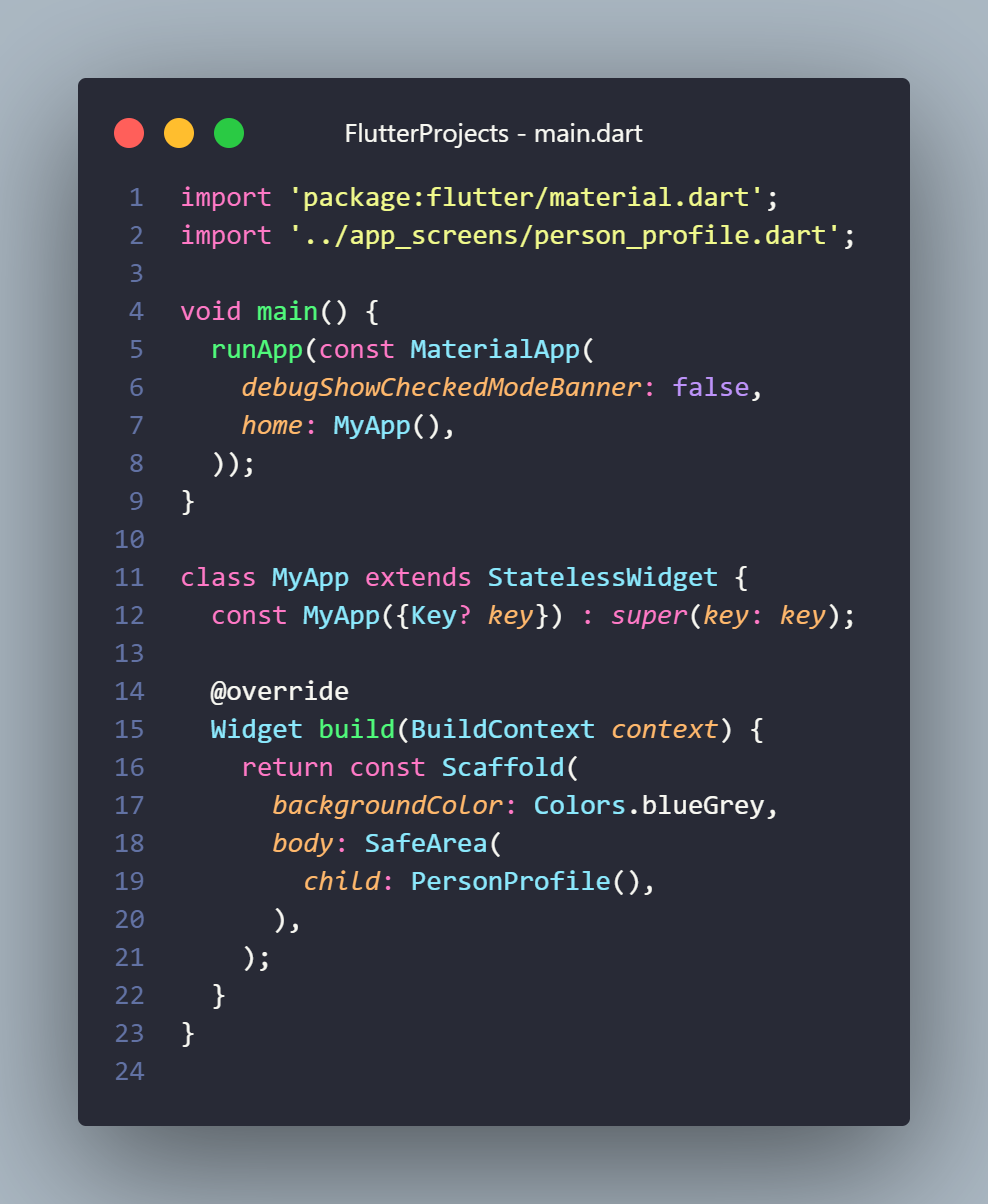 FlutterProjects - main.dart
1 import 'package:flutter/material.dart';
2 import '../app_screens/person_profile.dart';
3
4 void main() {
5   runApp(const MaterialApp(
6     debugShowCheckedModeBanner: false,
7     home: MyApp(),
8   ));
9 }
10
11 class MyApp extends StatelessWidget {
12   const MyApp({Key? key}) : super(key: key);
13
14   @override
15   Widget build(BuildContext context) {
16     return const Scaffold(
17       backgroundColor: Colors.blueGrey,
18       body: SafeArea(
19         child: PersonProfile(),
20       ),
21     );
22   }
23 }
24